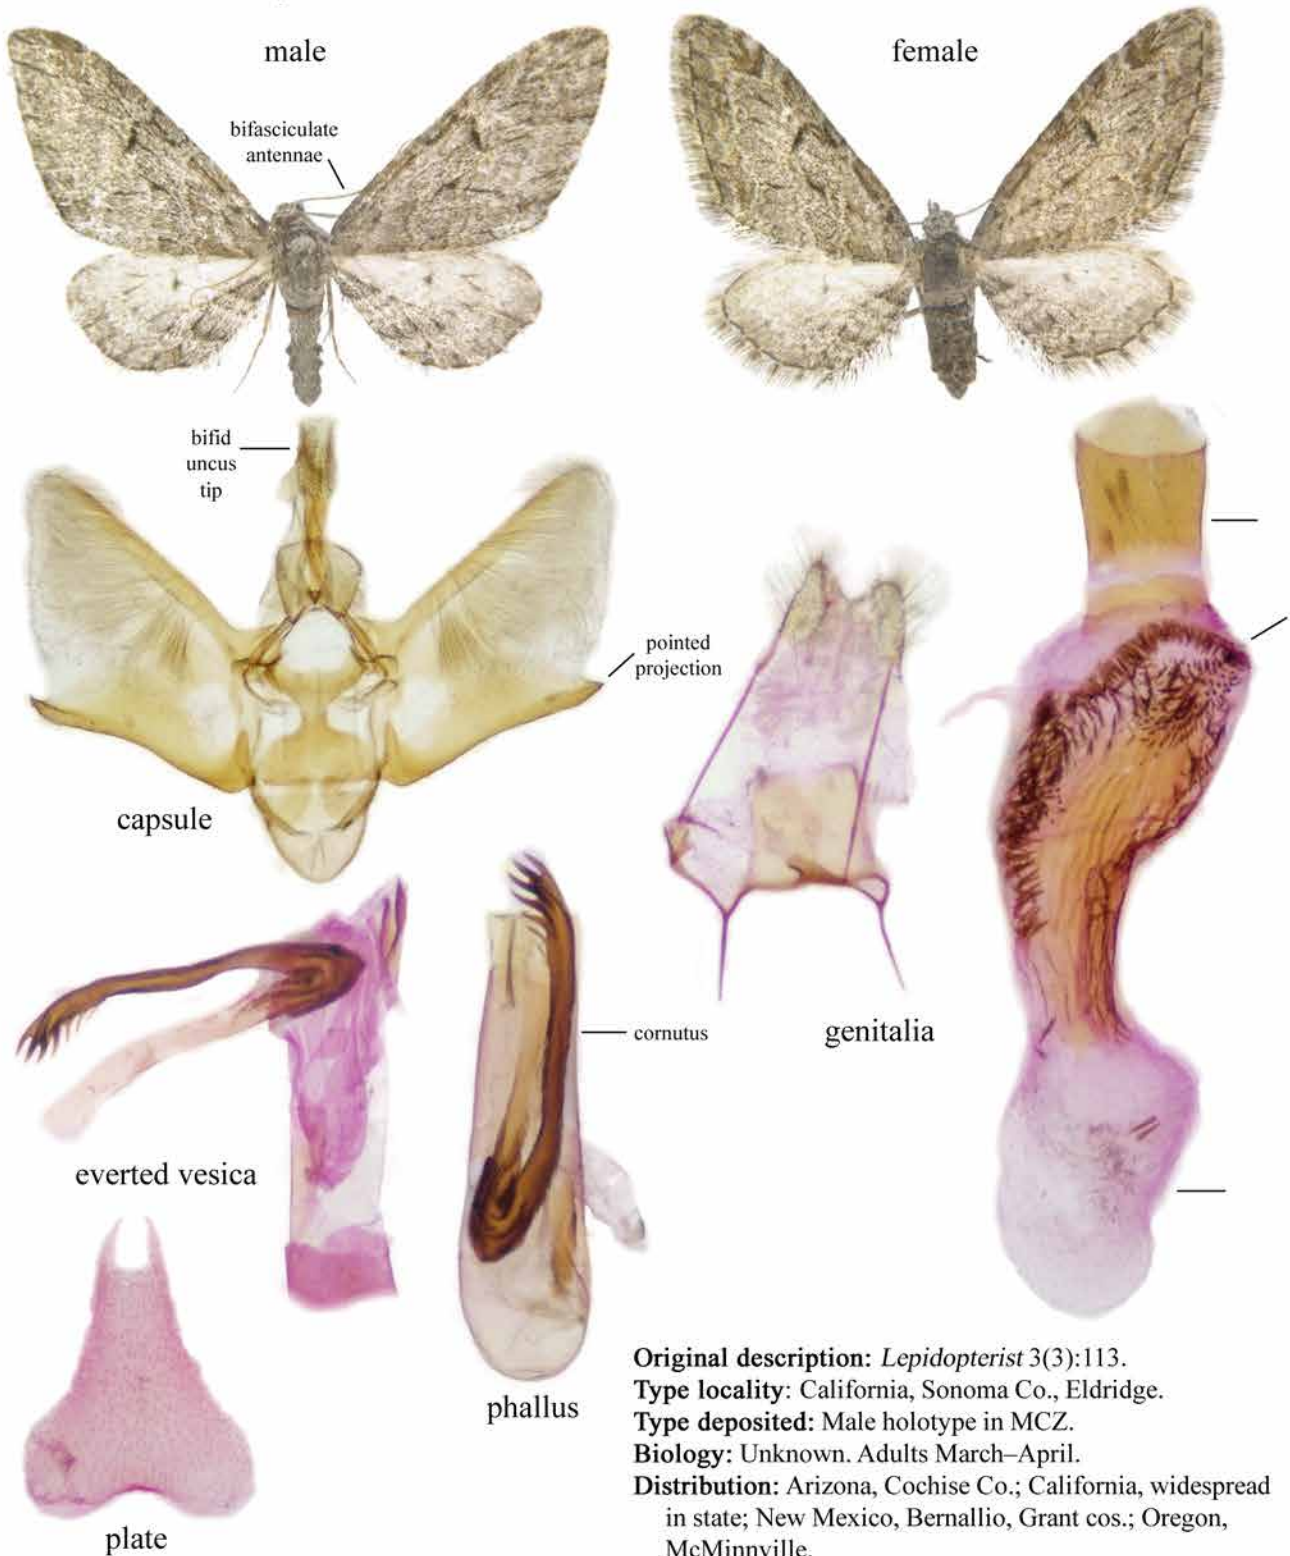 male
female
bifasciculate
antennae
bifid
uncus
tip
pointed
projection
capsule
cornutus
genitalia
everted vesica
phallus
plate
Original description: Lepidopterist 3(3):113.
Type locality: California, Sonoma Co., Eldridge.
Type deposited: Male holotype in MCZ.
Biology: Unknown. Adults March–April.
Distribution: Arizona, Cochise Co.; California, widespread
in state; New Mexico, Bernallio, Grant cos.; Oregon,
McMinnville.